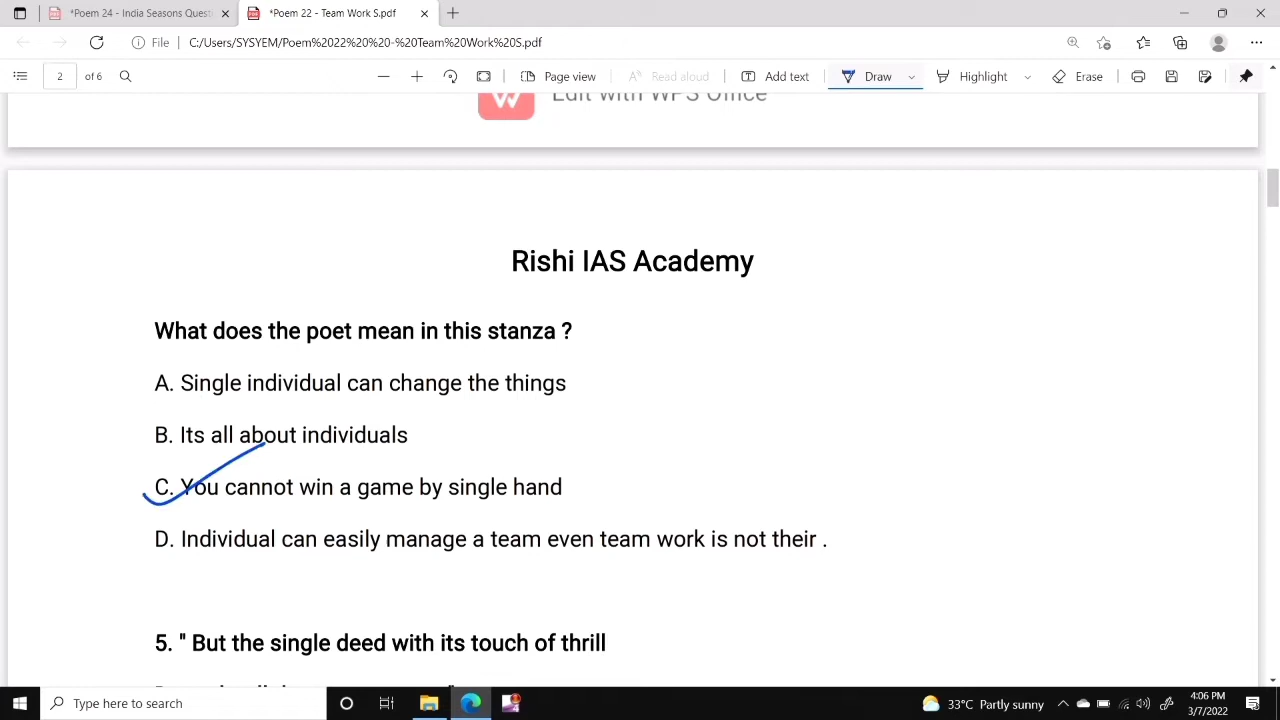 *Poem 24 - India Seasons Questi
*Poem 22 - Team Work S.pdf
File
C:/Users/SYSYEM/Poem%2022%20%20-%20Team%20Work%20S.pdf
2 of 6
Page view
Read aloud
Add text
Draw
Highlight
Erase
Edit with WPS Office
Rishi IAS Academy
What does the poet mean in this stanza ?
A. Single individual can change the things
B. Its all about individuals
C. You cannot win a game by single hand
D. Individual can easily manage a team even team work is not their .
5. " But the single deed with its touch of thrill
Type here to search
33°C Partly sunny
4:06 PM
3/7/2022